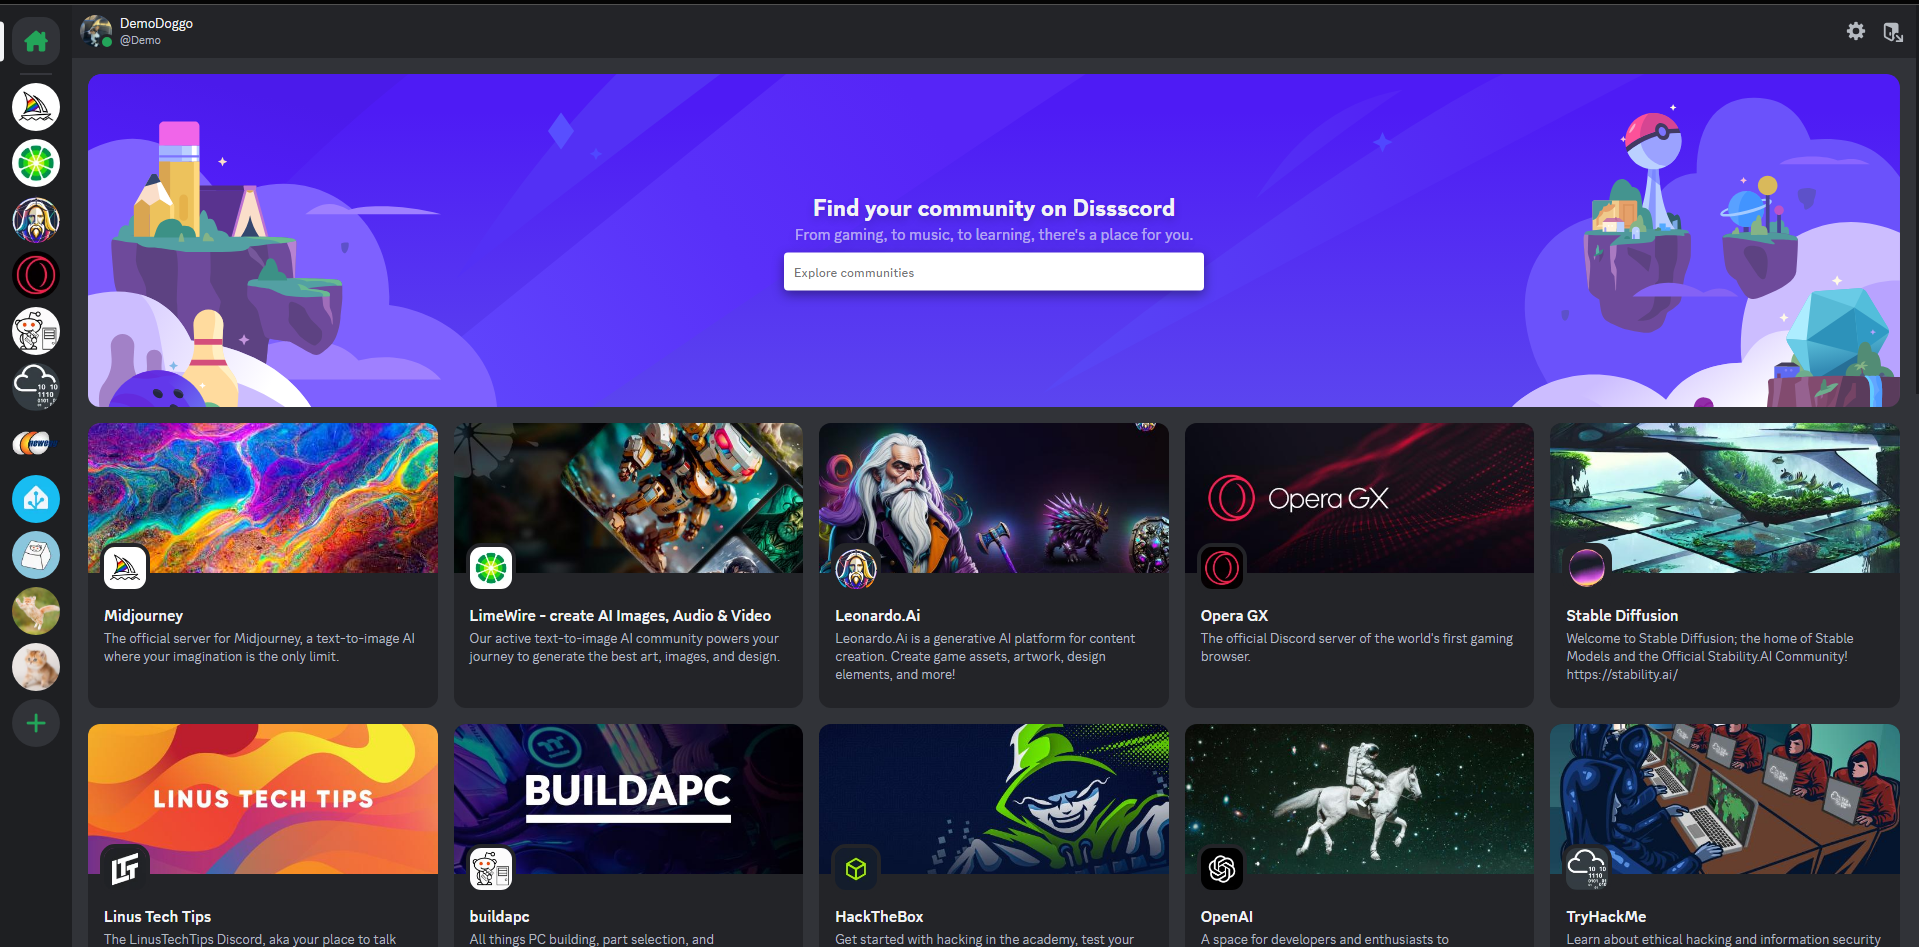 DemoDoggo
@Demo
Find your community on Dissscord
From gaming, to music, to learning, there's a place for you.
Explore communities
Opera GX
Midjourney
The official server for Midjourney, a text-to-image AI
where your imagination is the only limit.
LimeWire - create AI Images, Audio & Video
Our active text-to-image AI community powers your
journey to generate the best art, images, and design.
Leonardo.Ai
Leonardo.Ai is a generative AI platform for content
creation. Create game assets, artwork, design
elements, and more!
Opera GX
The official Discord server of the world's first gaming
browser.
Stable Diffusion
Welcome to Stable Diffusion; the home of Stable
Models and the Official Stability.AI Community!
https://stability.ai/
LINUS TECH TIPS
BUILDAPC
Linus Tech Tips
The LinusTechTips Discord, aka your place to talk
buildapc
All things PC building, part selection, and
HackTheBox
Get started with hacking in the academy, test your
OpenAI
A space for developers and enthusiasts to
TryHackMe
Learn about ethical hacking and information security